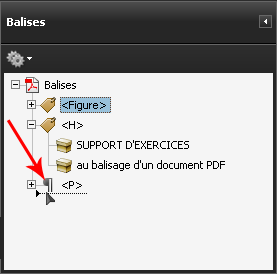 Balises
Balises
<Figure>
<H>
SUPPORT D'EXERCICES
au balisage d'un document PDF
<P>